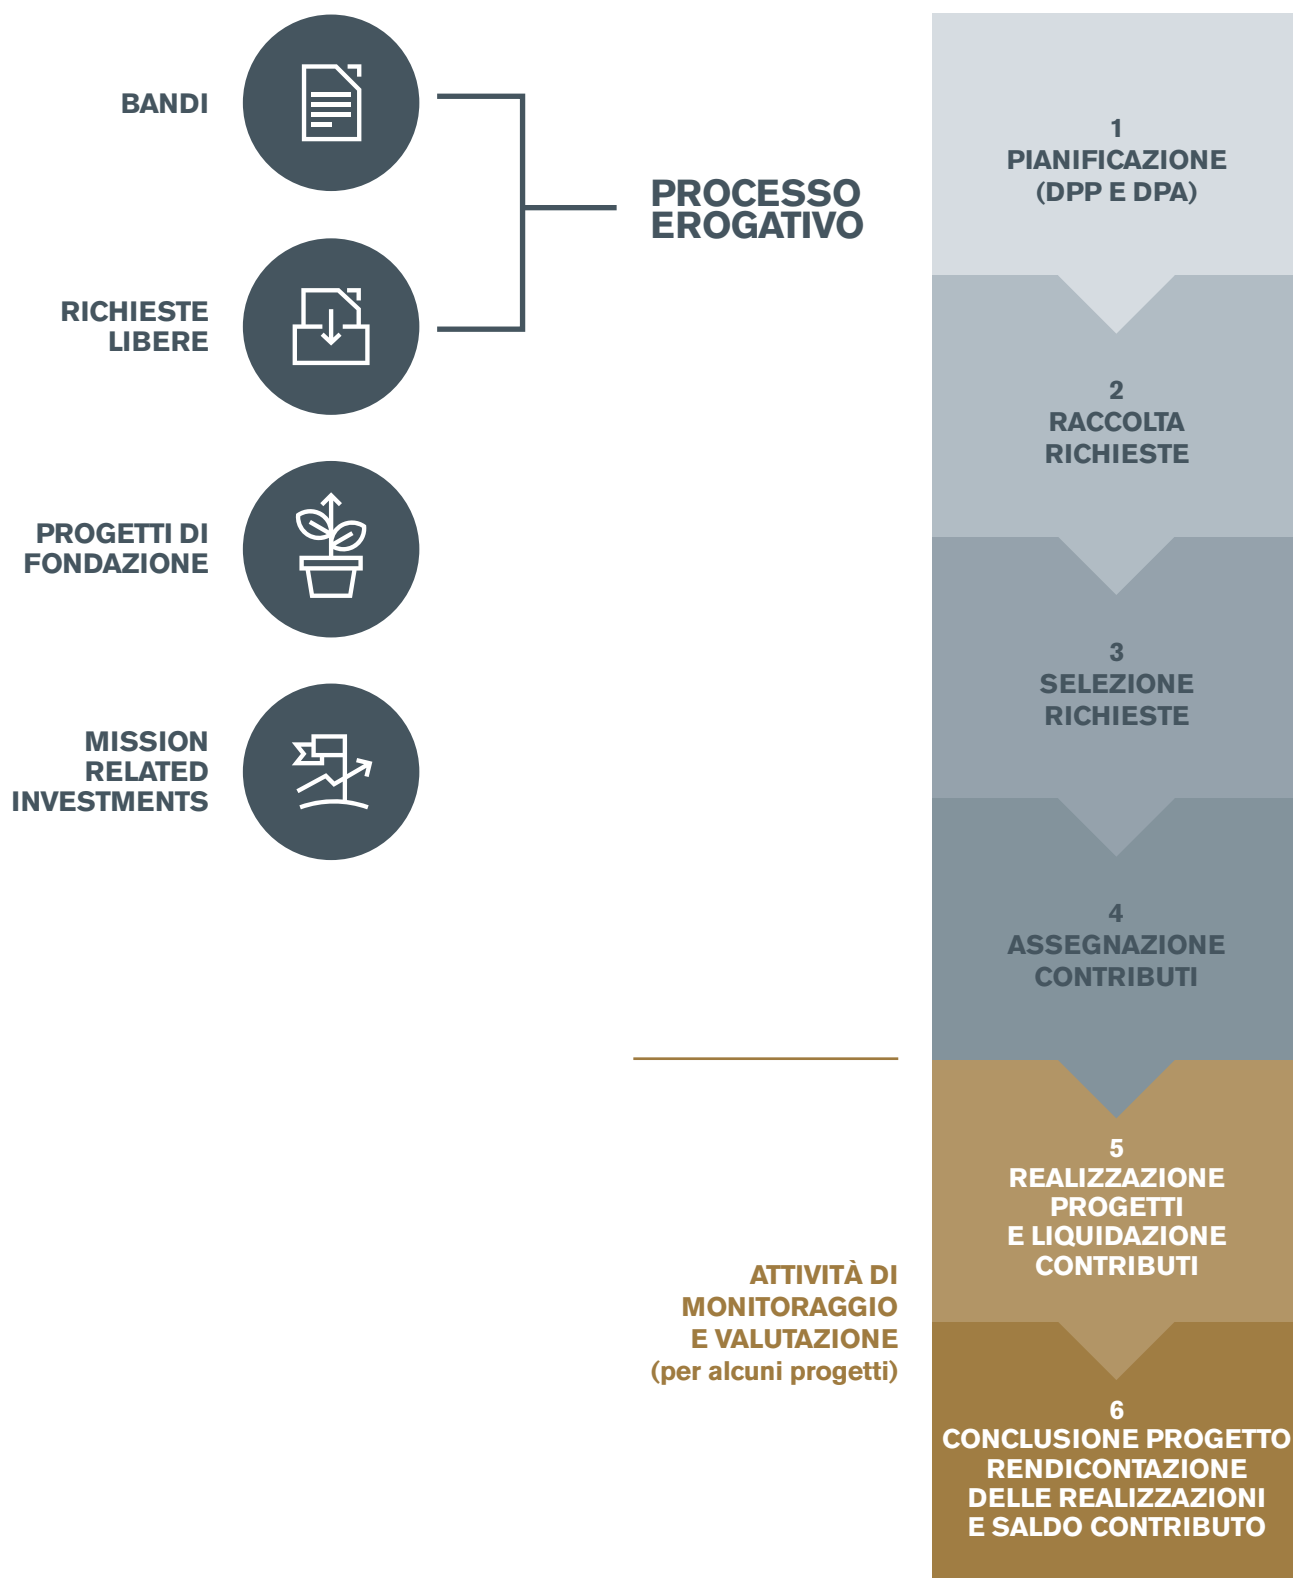 BANDI
RICHIESTE
LIBERE
PROGETTI DI
FONDAZIONE
MISSION
RELATED
INVESTMENTS
PROCESSO
EROGATIVO
ATTIVITÀ DI
MONITORAGGIO
E VALUTAZIONE
(per alcuni progetti)
1
PIANIFICAZIONE
(DPP E DPA)
2
RACCOLTA
RICHIESTE
3
SELEZIONE
RICHIESTE
4
ASSEGNAZIONE
CONTRIBUTI
5
REALIZZAZIONE
PROGETTI
E LIQUIDAZIONE
CONTRIBUTI
6
CONCLUSIONE PROGETTO
RENDICONTAZIONE
DELLE REALIZZAZIONI
E SALDO CONTRIBUTO